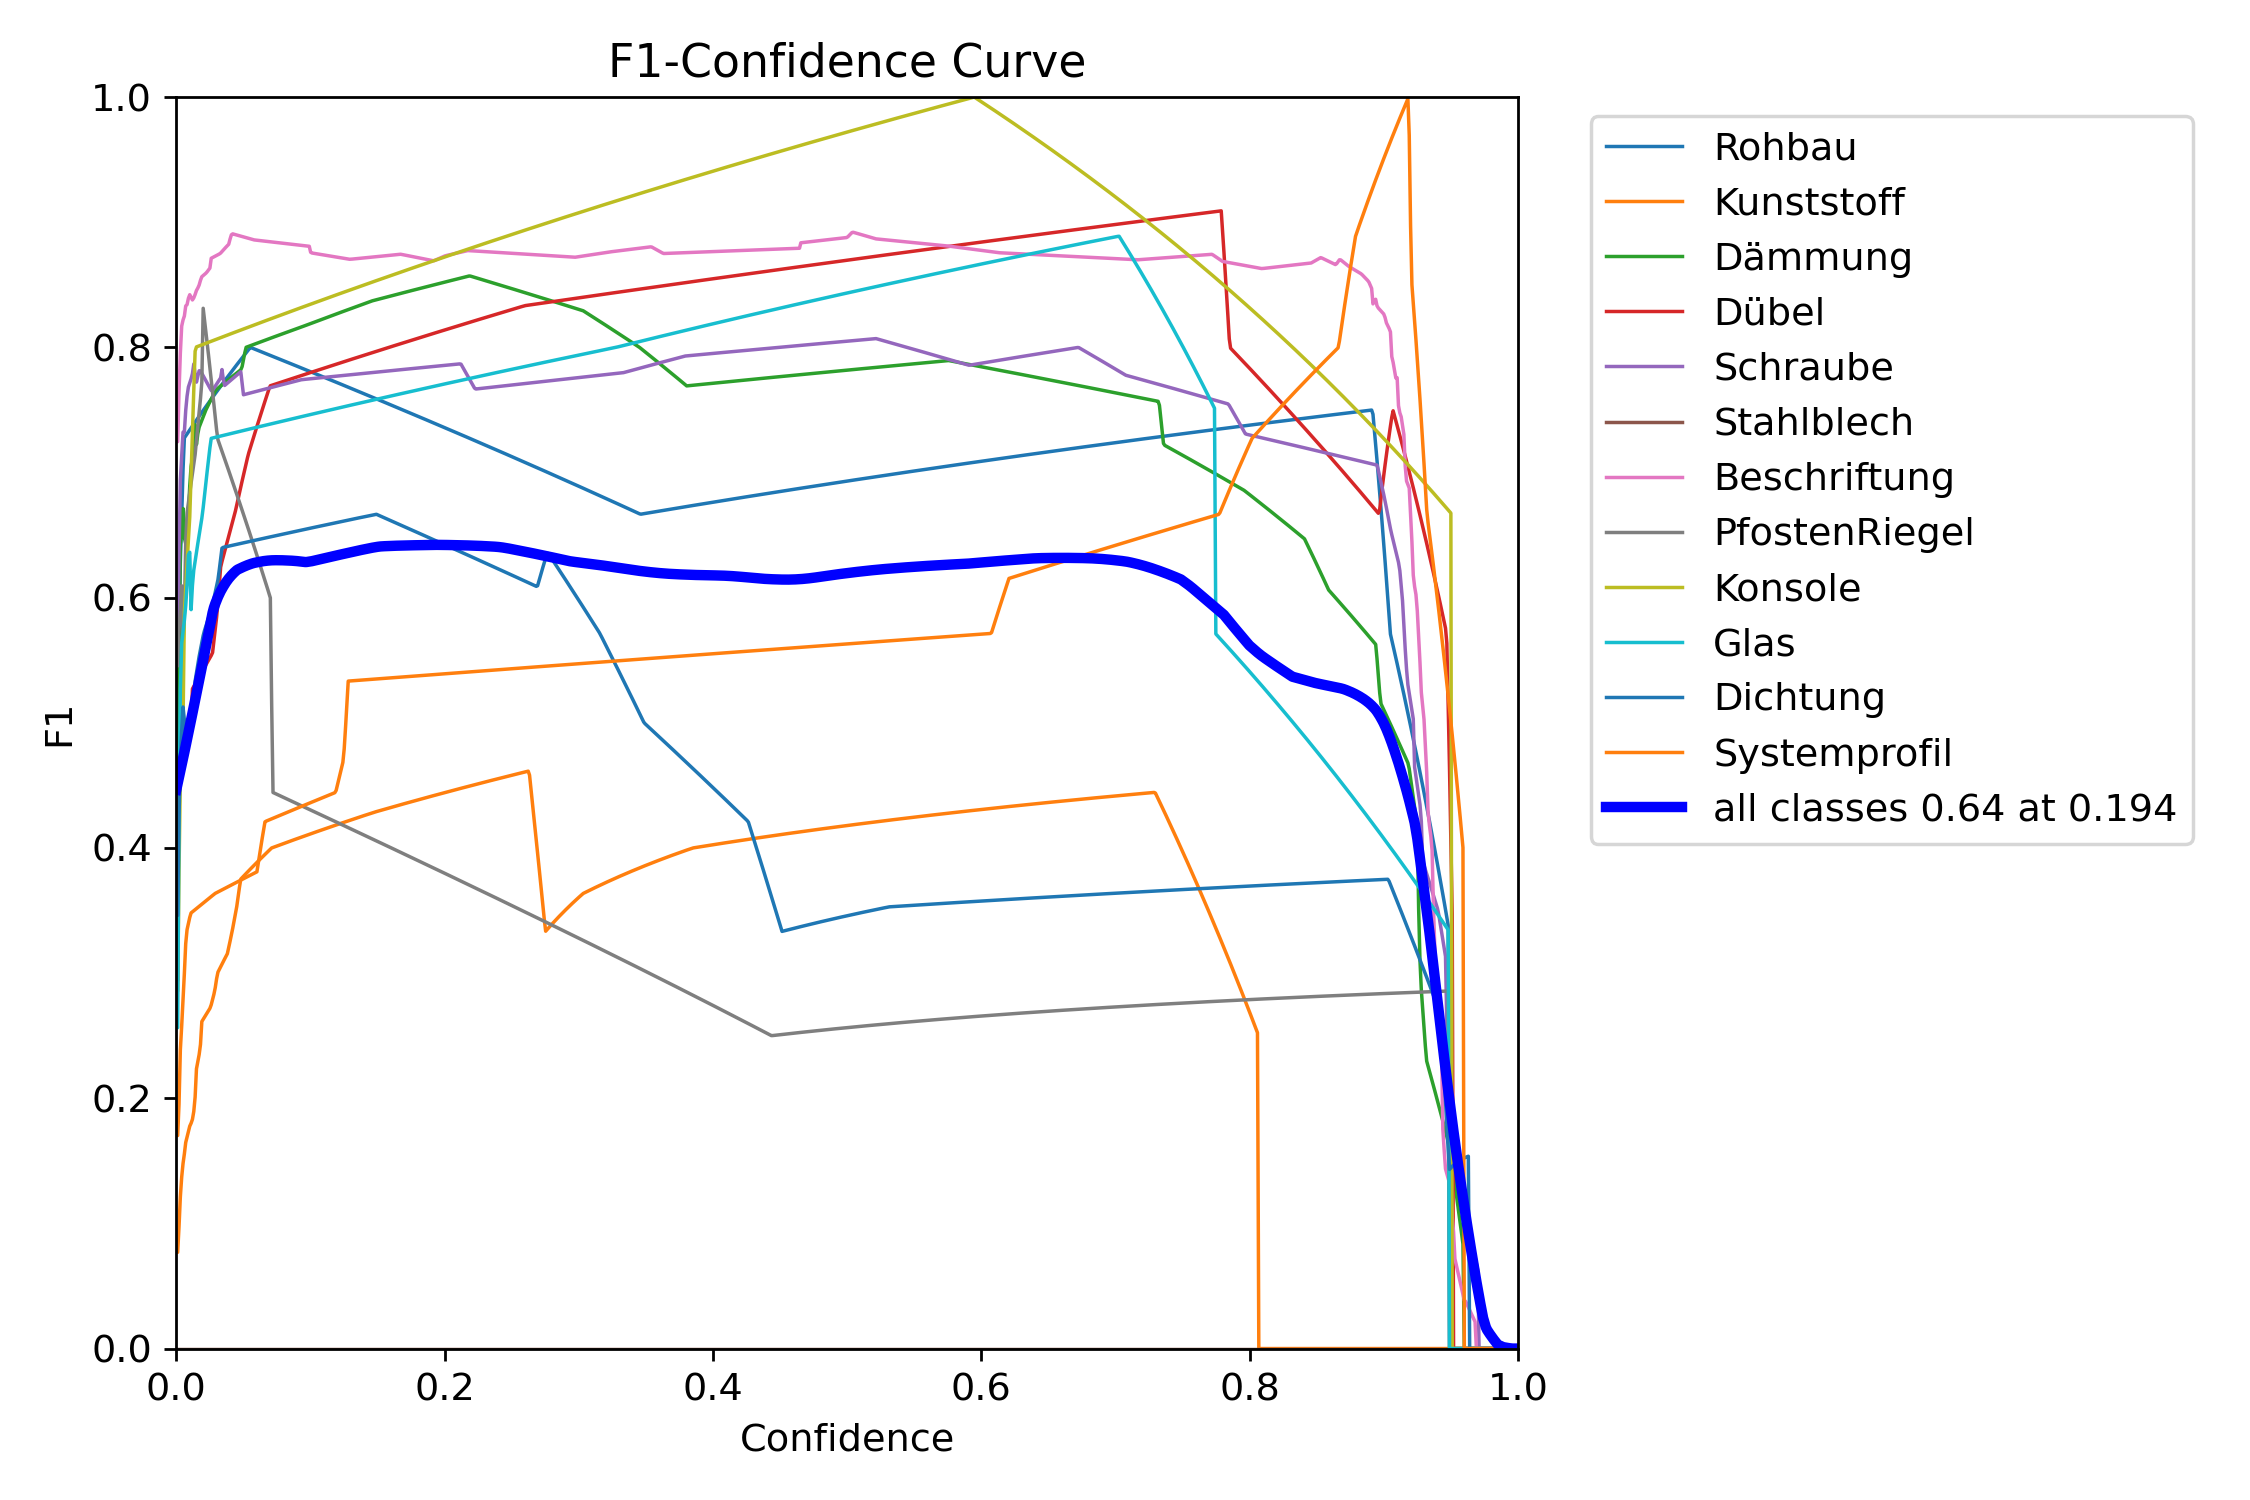 F1-Confidence Curve
1.0
0.8
0.6
0.4
0.2
0.0
F1
0.0 0.2 0.4 0.6 0.8 1.0
Confidence
Rohbau
Kunststoff
Dämmung
Dübel
Schraube
Stahlblech
Beschriftung
PfostenRiegel
Konsole
Glas
Dichtung
Systemprofil
all classes 0.64 at 0.194